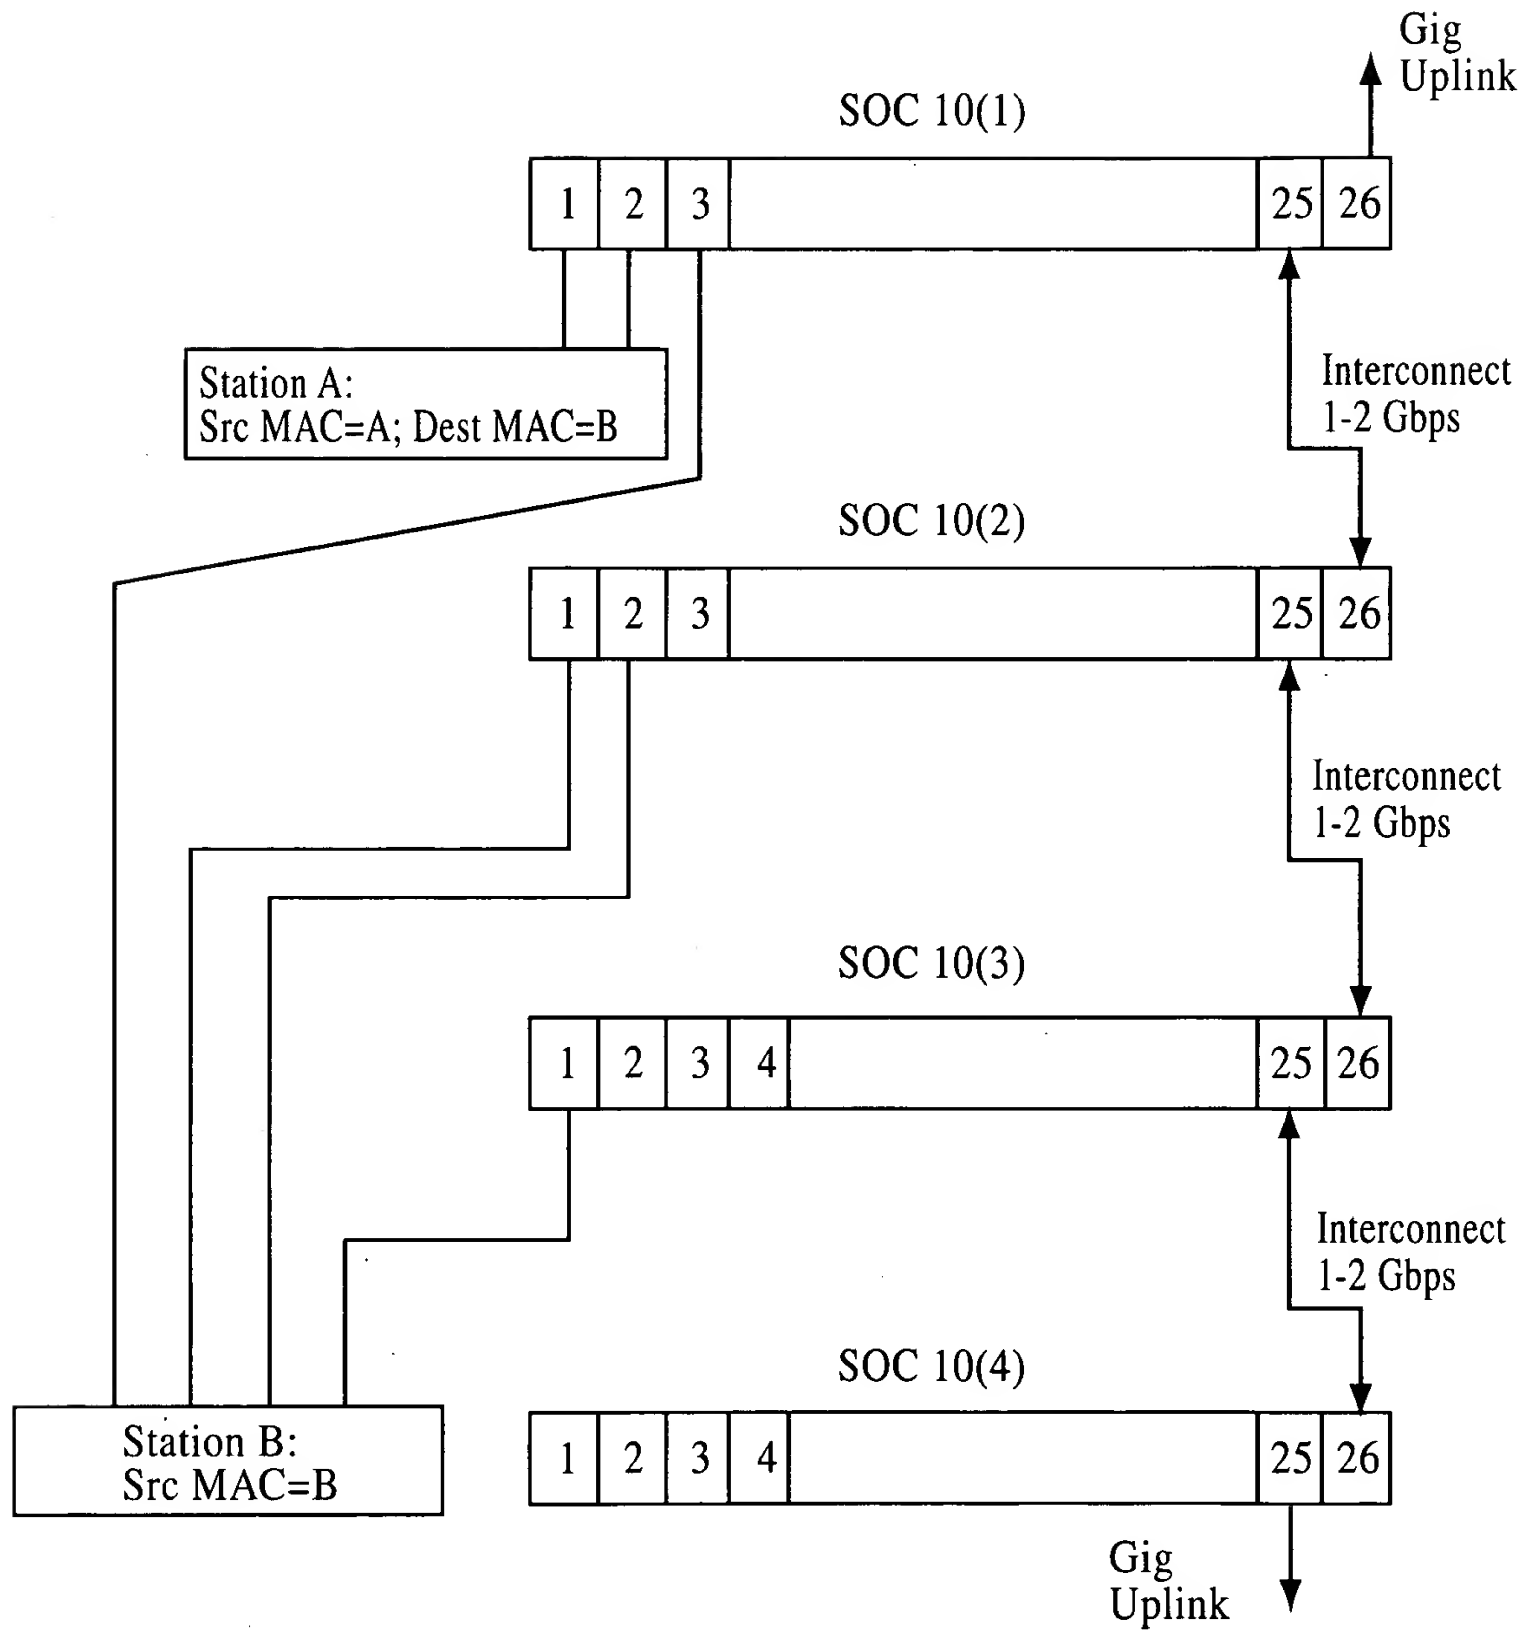 Gig
Uplink
SOC 10(1)
1 2 3 25 26
Station A:
Src MAC=A; Dest MAC=B
Interconnect
1-2 Gbps
SOC 10(2)
1 2 3 25 26
Interconnect
1-2 Gbps
SOC 10(3)
1 2 3 4 25 26
Interconnect
1-2 Gbps
SOC 10(4)
Station B:
Src MAC=B
1 2 3 4 25 26
Gig
Uplink